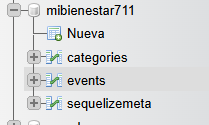 mibienestar711
Nueva
categories
events
sequelizemeta